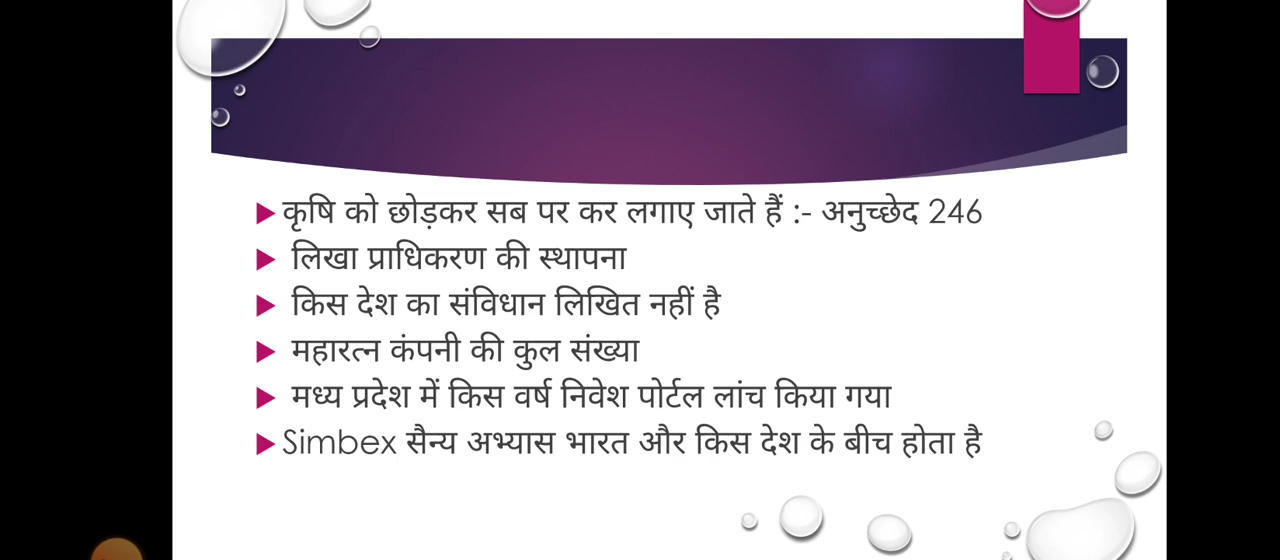 कृषि को छोड़कर सब पर कर लगाए जाते हैं :- अनुच्छेद 246
लिखा प्राधिकरण की स्थापना
किस देश का संविधान लिखित नहीं है
महारत्न कंपनी की कुल संख्या
मध्य प्रदेश में किस वर्ष निवेश पोर्टल लांच किया गया
Simbex सैन्य अभ्यास भारत और किस देश के बीच होता है